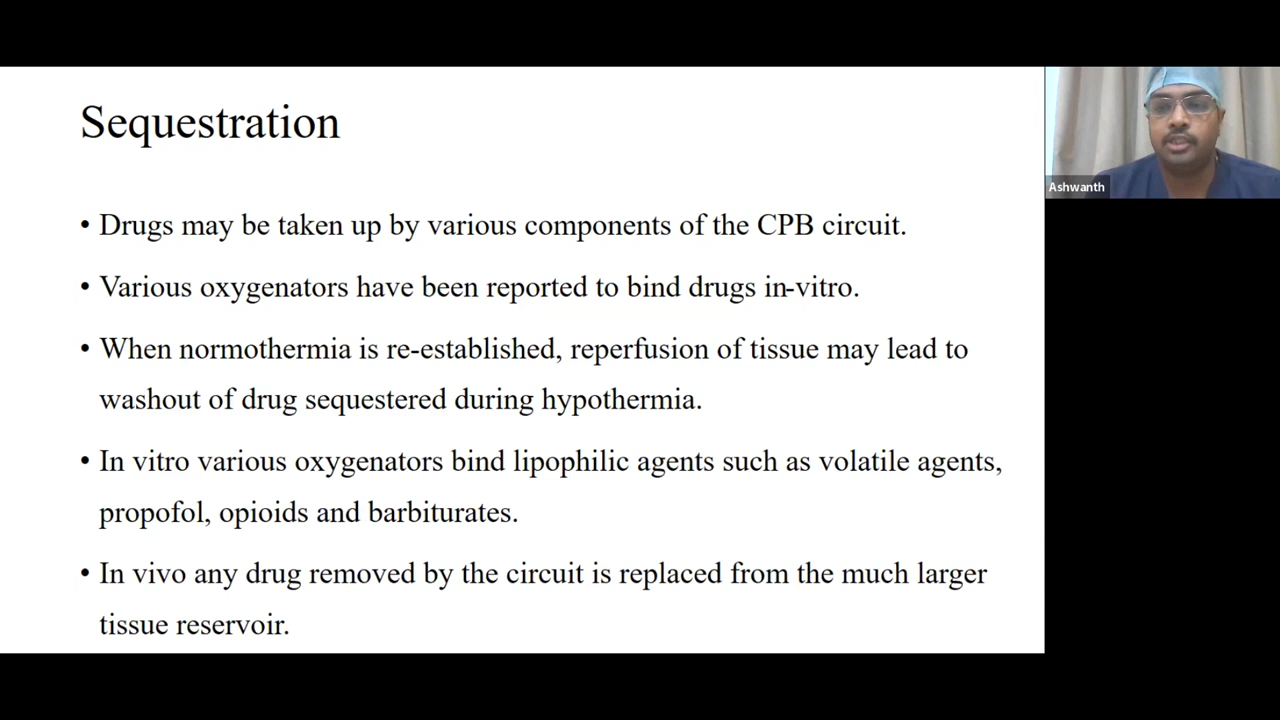 Sequestration
• Drugs may be taken up by various components of the CPB circuit.
• Various oxygenators have been reported to bind drugs in-vitro.
• When normothermia is re-established, reperfusion of tissue may lead to
washout of drug sequestered during hypothermia.
• In vitro various oxygenators bind lipophilic agents such as volatile agents,
propofol, opioids and barbiturates.
• In vivo any drug removed by the circuit is replaced from the much larger
tissue reservoir.
Ashwanth